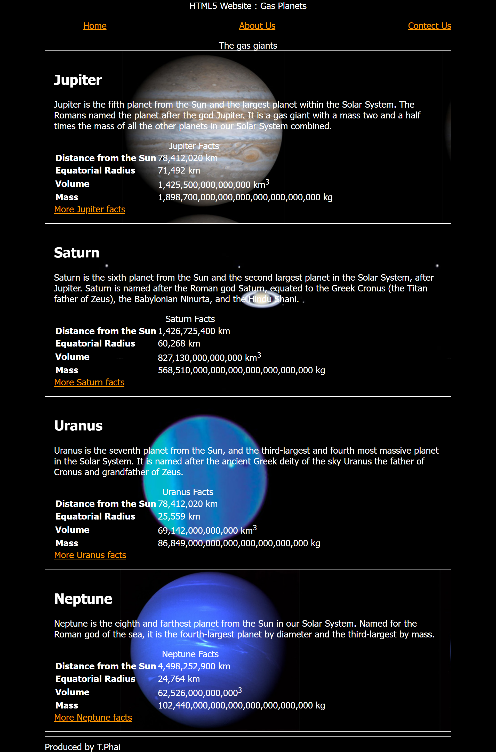 HTML5 Website : Gas Planets
Home About Us Contact Us
The gas giants
Jupiter
Jupiter is the fifth planet from the Sun and the largest planet within the Solar System. The
Romans named the planet after the god Jupiter. It is a gas giant with a mass two and a half
times the mass of all the other planets in our Solar System combined.
Jupiter Facts
Distance from the Sun 78,412,020 km
Equatorial Radius 71,492 km
Volume 1,425,500,000,000,000 km3
Mass 1,898,700,000,000,000,000,000,000,000 kg
More Jupiter facts
Saturn
Saturn is the sixth planet from the Sun and the second largest planet in the Solar System, after
Jupiter. Saturn is named after the Roman god Saturn, equated to the Greek Cronus (the Titan
father of Zeus), the Babylonian Ninurta, and the Hindu Shani.
Saturn Facts
Distance from the Sun 1,426,725,400 km
Equatorial Radius 60,268 km
Volume 827,130,000,000,000 km3
Mass 568,510,000,000,000,000,000,000,000 kg
More Saturn facts
Uranus
Uranus is the seventh planet from the Sun, and the third-largest and fourth most massive planet
in the Solar System. It is named after the ancient Greek deity of the sky Uranus the father of
Cronus and grandfather of Zeus.
Uranus Facts
Distance from the Sun 78,412,020 km
Equatorial Radius 25,559 km
Volume 69,142,000,000,000 km3
Mass 86,849,000,000,000,000,000,000,000 kg
More Uranus facts
Neptune
Neptune is the eighth and farthest planet from the Sun in our Solar System. Named for the
Roman god of the sea, it is the fourth-largest planet by diameter and the third-largest by mass.
Neptune Facts
Distance from the Sun 4,498,252,900 km
Equatorial Radius 24,764 km
Volume 62,526,000,000,0003
Mass 102,440,000,000,000,000,000,000,000 kg
More Neptune facts
Produced by T.Phai